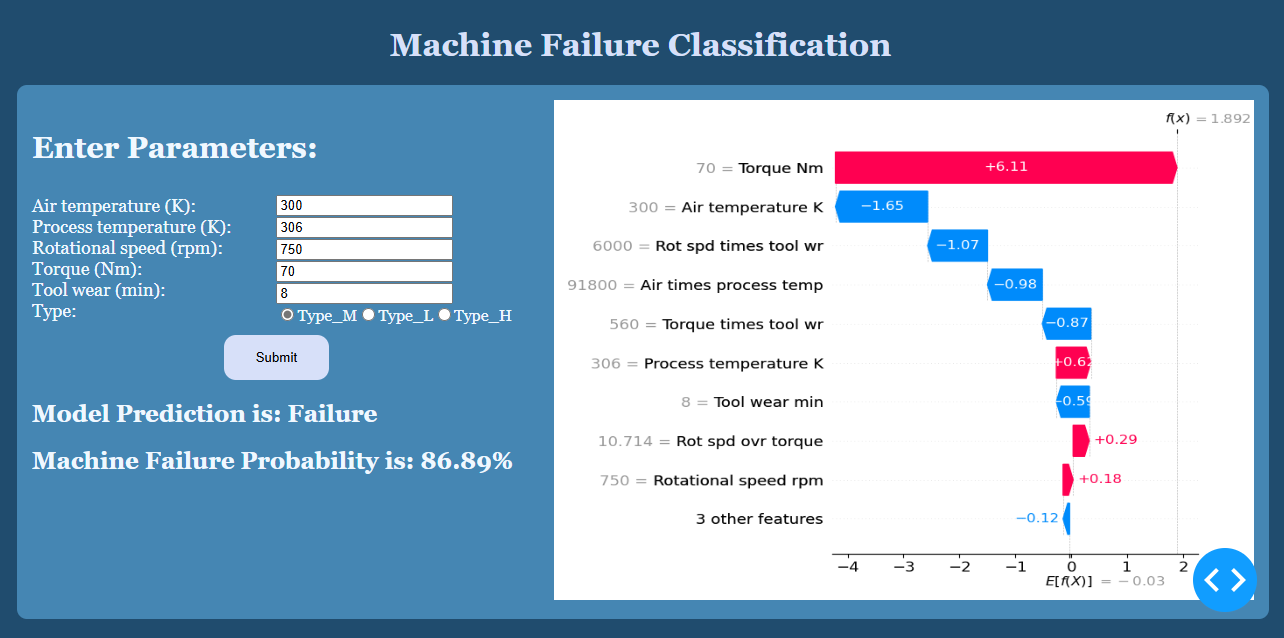 Machine Failure Classification
Enter Parameters:
Air temperature (K): 300
Process temperature (K): 306
Rotational speed (rpm): 750
Torque (Nm): 70
Tool wear (min): 8
Type: Type_M Type_L Type_H
Submit
Model Prediction is: Failure
Machine Failure Probability is: 86.89%
f(x) = 1.892
70 = Torque Nm +6.11
300 = Air temperature K −1.65
6000 = Rot spd times tool wr −1.07
91800 = Air times process temp −0.98
560 = Torque times tool wr −0.87
306 = Process temperature K +0.62
8 = Tool wear min −0.59
10.714 = Rot spd ovr torque +0.29
750 = Rotational speed rpm +0.18
3 other features −0.12
−4 −3 −2 −1 0 1 2
E[f(X)] = −0.03